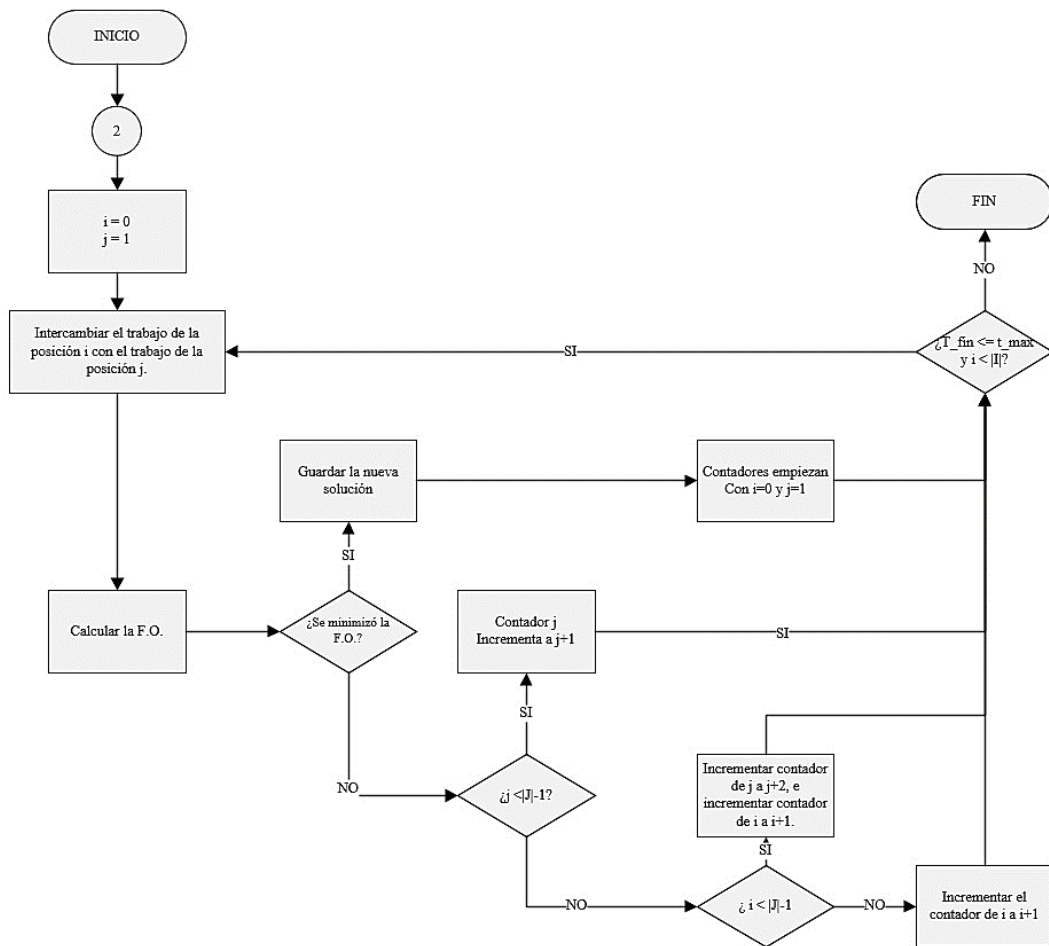 INICIO
2
i = 0
j = 1
FIN
NO
Intercambiar el trabajo de la
posición i con el trabajo de la
posición j.
SI
¿T_fin <= t_max
y i < |I|?
Guardar la nueva
solución
Contadores empiezan
Con i=0 y j=1
SI
Calcular la F.O.
¿Se minimizó la
F.O.?
Contador j
Incrementa a j+1
SI
SI
NO
¿j <|J|-1?
Incrementar contador
de j a j+2, e
incrementar contador
de i a i+1.
SI
NO
¿ i < |J|-1
NO
Incrementar el
contador de i a i+1